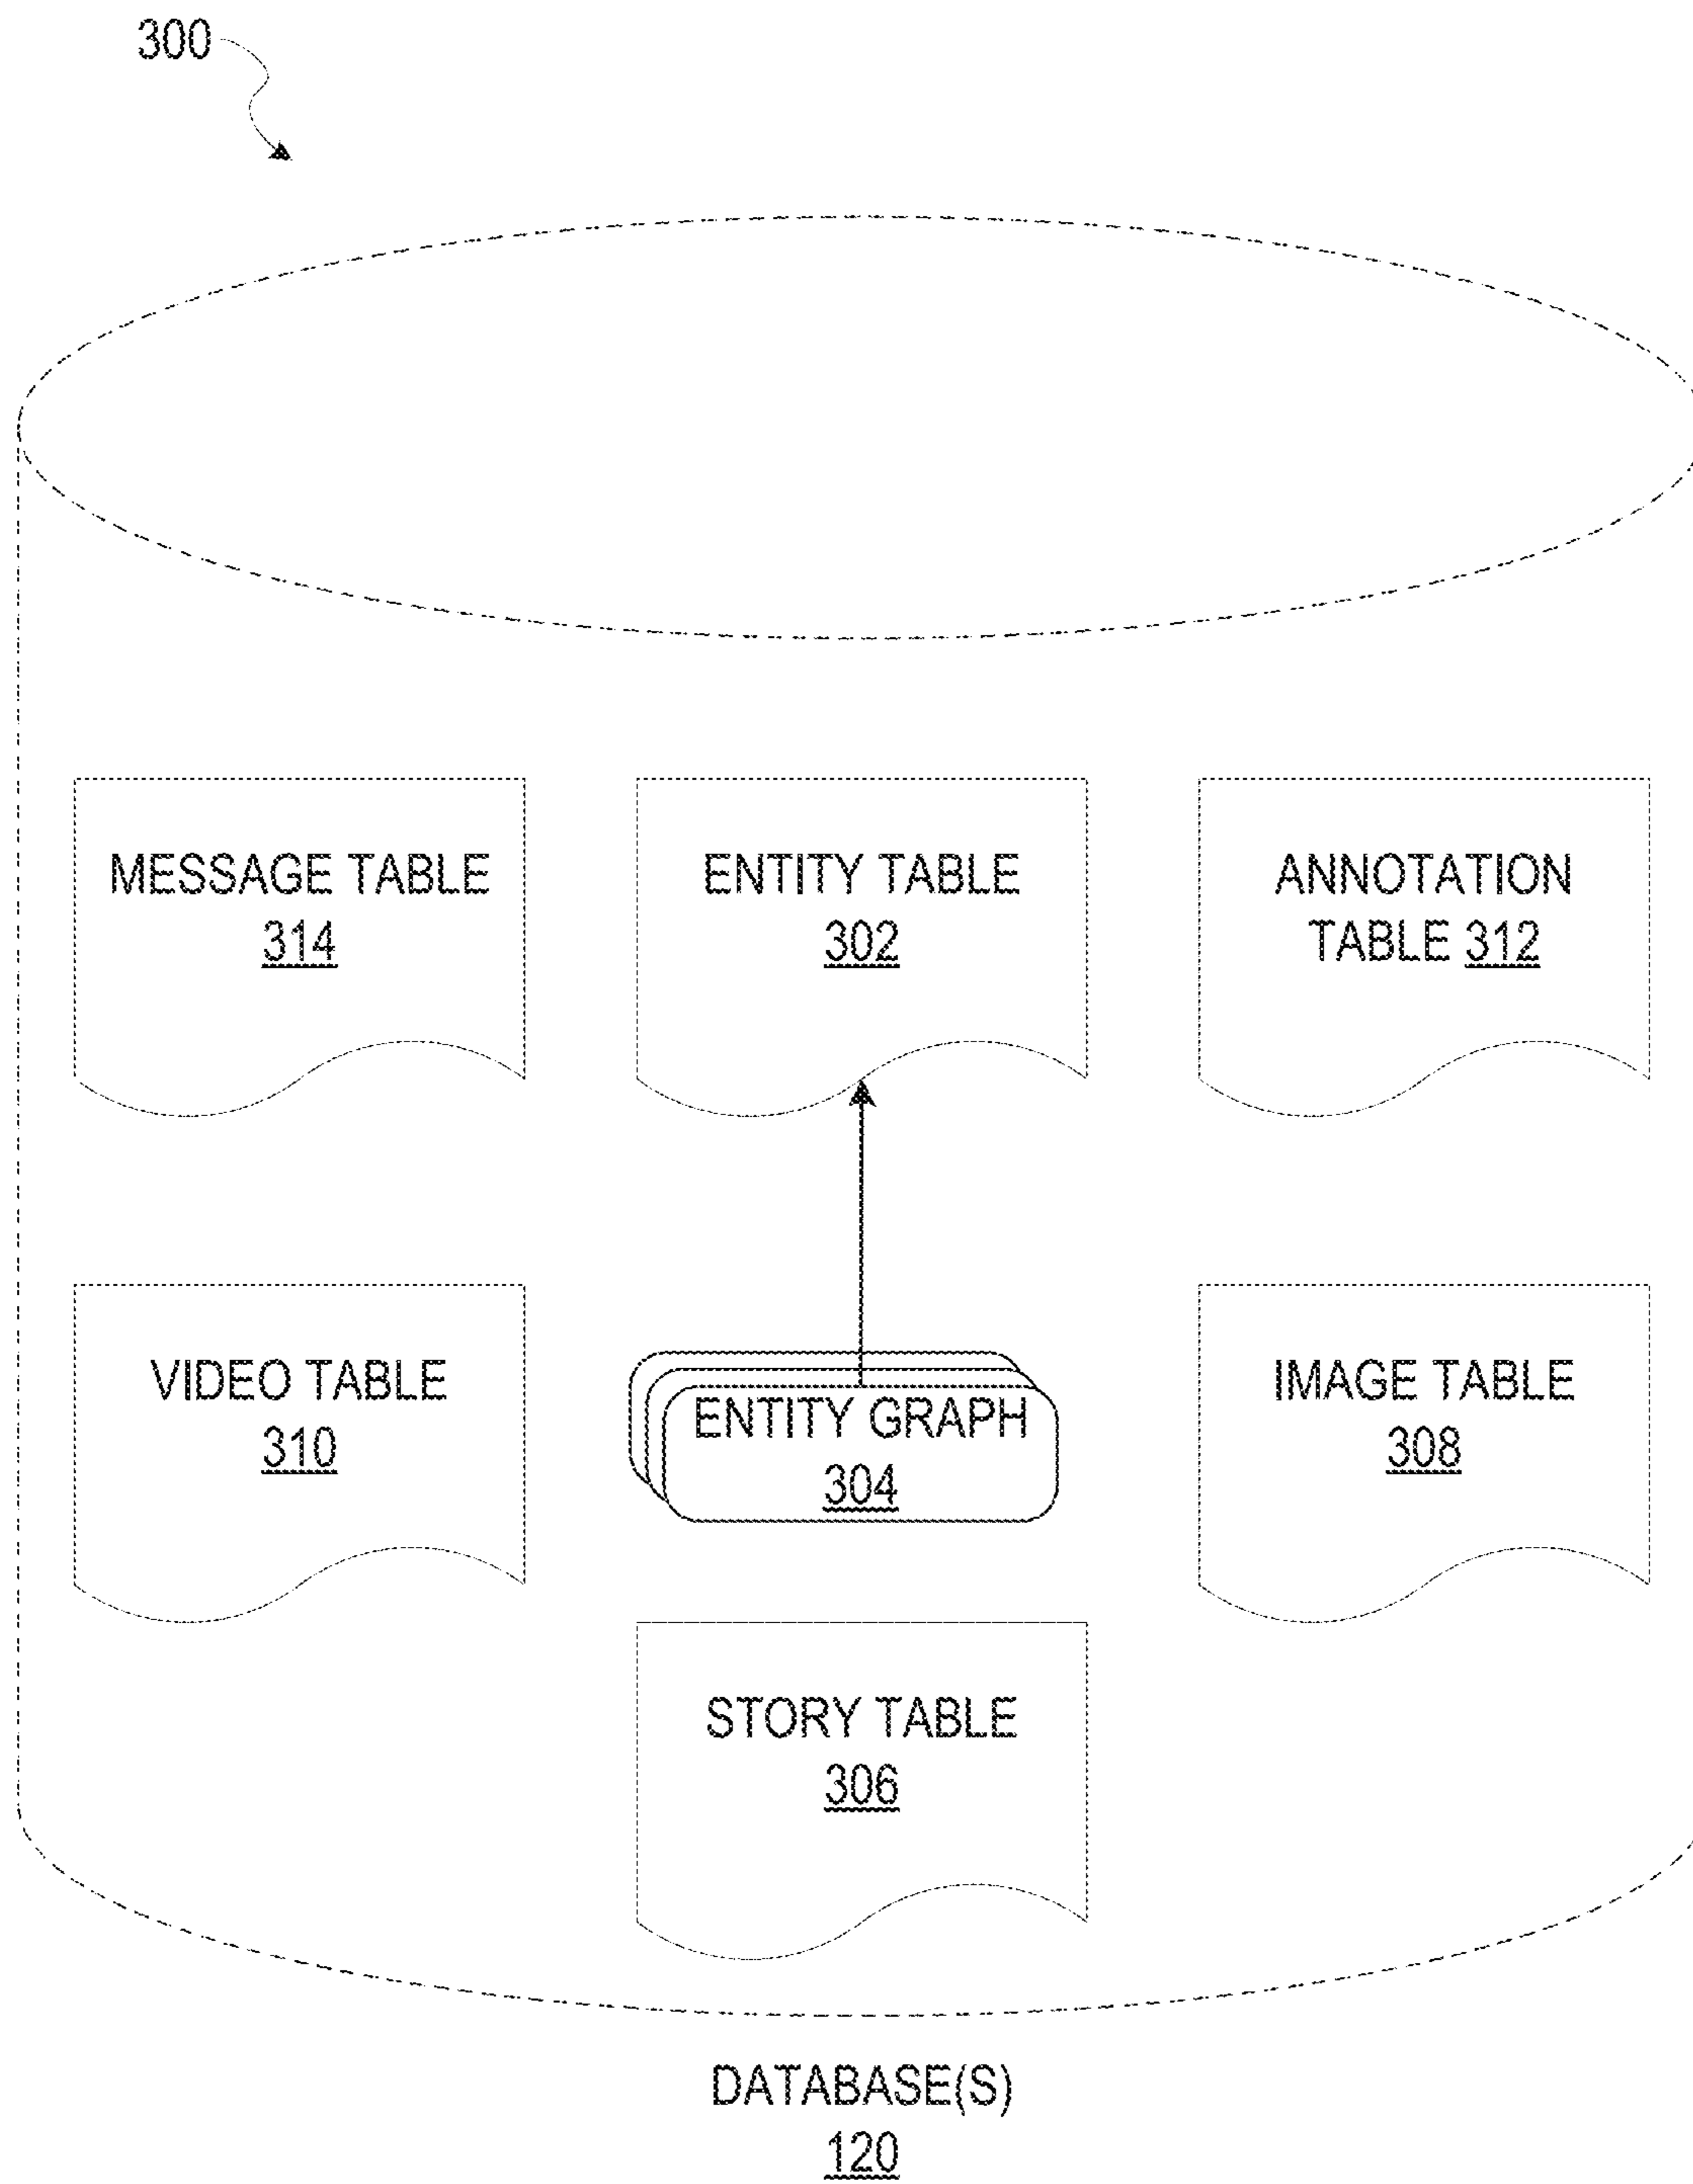 300
MESSAGE TABLE
314
ENTITY TABLE
302
ANNOTATION
TABLE 312
VIDEO TABLE
310
ENTITY GRAPH
304
IMAGE TABLE
308
STORY TABLE
306
DATABASE(S)
120